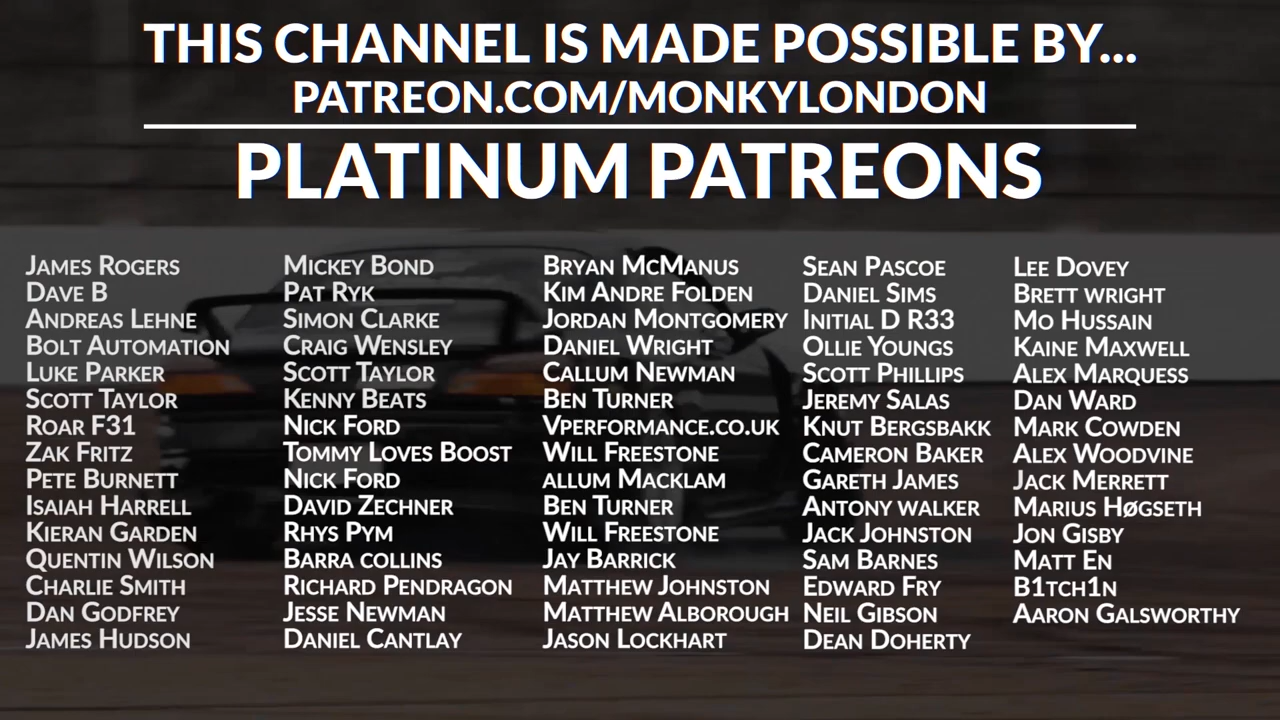 THIS CHANNEL IS MADE POSSIBLE BY...
PATREON.COM/MONKYLONDON
PLATINUM PATREONS
JAMES ROGERS
DAVE B
ANDREAS LEHNE
BOLT AUTOMATION
LUKE PARKER
SCOTT TAYLOR
ROAR F31
ZAK FRITZ
PETE BURNETT
ISAIAH HARRELL
KIERAN GARDEN
QUENTIN WILSON
CHARLIE SMITH
DAN GODFREY
JAMES HUDSON
MICKEY BOND
PAT RYK
SIMON CLARKE
CRAIG WENSLEY
SCOTT TAYLOR
KENNY BEATS
NICK FORD
TOMMY LOVES BOOST
NICK FORD
DAVID ZECHNER
RHYS PYM
BARRA COLLINS
RICHARD PENDRAGON
JESSE NEWMAN
DANIEL CANTLAY
BRYAN MCMANUS
KIM ANDRE FOLDEN
JORDAN MONTGOMERY
DANIEL WRIGHT
CALLUM NEWMAN
BEN TURNER
VPERFORMANCE.CO.UK
WILL FREESTONE
ALLUM MACKLAM
BEN TURNER
WILL FREESTONE
JAY BARRICK
MATTHEW JOHNSTON
MATTHEW ALBOROUGH
JASON LOCKHART
SEAN PASCOE
DANIEL SIMS
INITIAL D R33
OLLIE YOUNGS
SCOTT PHILLIPS
JEREMY SALAS
KNUT BERGSBAKK
CAMERON BAKER
GARETH JAMES
ANTONY WALKER
JACK JOHNSTON
SAM BARNES
EDWARD FRY
NEIL GIBSON
DEAN DOHERTY
LEE DOVEY
BRETT WRIGHT
MO HUSSAIN
KAINE MAXWELL
ALEX MARQUESS
DAN WARD
MARK COWDEN
ALEX WOODVINE
JACK MERRETT
MARIUS HøGSETH
JON GISBY
MATT EN
B1TCH1N
AARON GALSWORTHY